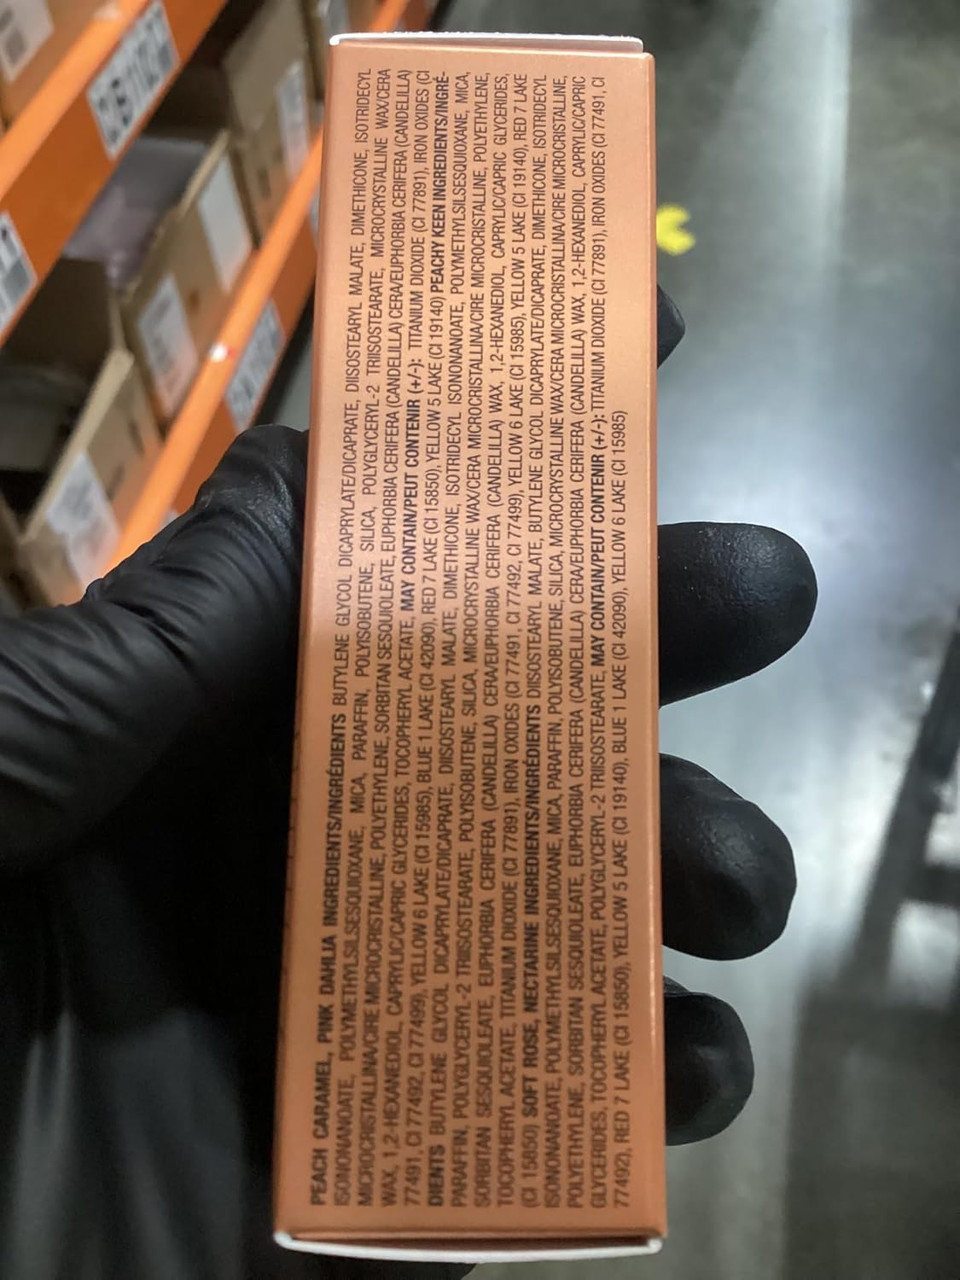 PEACH CARAMEL, PINK DAHLIA INGREDIENTS/INGRÉDIENTS BUTYLENE GLYCOL DICAPRYLATE/DICAPRATE, DIISOSTEARYL MALATE, DIMETHICONE, ISOTRIDECYL
ISONONANOATE, POLYMETHYLSILSESQUIOXANE, MICA, PARAFFIN, POLYISOBUTENE, SILICA, POLYGLYCERYL-2 TRIISOSTEARATE, MICROCRYSTALLINE WAX/CERA
MICROCRISTALLINA/CIRE MICROCRISTALLINE, POLYETHYLENE, SORBITAN SESQUIOLEATE, EUPHORBIA CERIFERA (CANDELILLA) CERA/EUPHORBIA CERIFERA (CANDELILLA)
WAX, 1,2-HEXANEDIOL, CAPRYLIC/CAPRIC GLYCERIDES, TOCOPHERYL ACETATE, MAY CONTAIN/PEUT CONTENIR (+/-): TITANIUM DIOXIDE (CI 77891), IRON OXIDES (CI
77491, CI 77492, CI 77499), YELLOW 6 LAKE (CI 15985), BLUE 1 LAKE (CI 42090), RED 7 LAKE (CI 15850), YELLOW 5 LAKE (CI 19140) PEACHY KEEN INGREDIENTS/INGRÉ-
DIENTS BUTYLENE GLYCOL DICAPRYLATE/DICAPRATE, DIISOSTEARYL MALATE, DIMETHICONE, ISOTRIDECYL ISONONANOATE, POLYMETHYLSILSESQUIOXANE, MICA,
PARAFFIN, POLYGLYCERYL-2 TRIISOSTEARATE, POLYISOBUTENE, SILICA, MICROCRYSTALLINE WAX/CERA MICROCRISTALLINA/CIRE MICROCRISTALLINE, POLYETHYLENE,
SORBITAN SESQUIOLEATE, EUPHORBIA CERIFERA (CANDELILLA) CERA/EUPHORBIA CERIFERA (CANDELILLA) WAX, 1,2-HEXANEDIOL, CAPRYLIC/CAPRIC GLYCERIDES,
TOCOPHERYL ACETATE, TITANIUM DIOXIDE (CI 77891), IRON OXIDES (CI 77491, CI 77492, CI 77499), YELLOW 6 LAKE (CI 15985), YELLOW 5 LAKE (CI 19140), RED 7 LAKE
(CI 15850) SOFT ROSE, NECTARINE INGREDIENTS/INGRÉDIENTS DIISOSTEARYL MALATE, BUTYLENE GLYCOL DICAPRYLATE/DICAPRATE, DIMETHICONE, ISOTRIDECYL
ISONONANOATE, POLYMETHYLSILSESQUIOXANE, MICA, PARAFFIN, POLYISOBUTENE, SILICA, MICROCRYSTALLINE WAX/CERA MICROCRISTALLINA/CIRE MICROCRISTALLINE,
POLYETHYLENE, SORBITAN SESQUIOLEATE, EUPHORBIA CERIFERA (CANDELILLA) CERA/EUPHORBIA CERIFERA (CANDELILLA) WAX, 1,2-HEXANEDIOL, CAPRYLIC/CAPRIC
GLYCERIDES, TOCOPHERYL ACETATE, POLYGLYCERYL-2 TRIISOSTEARATE, MAY CONTAIN/PEUT CONTENIR (+/-): TITANIUM DIOXIDE (CI 77891), IRON OXIDES (CI 77491, CI
77492), RED 7 LAKE (CI 15850), YELLOW 5 LAKE (CI 19140), BLUE 1 LAKE (CI 42090), YELLOW 6 LAKE (CI 15985)